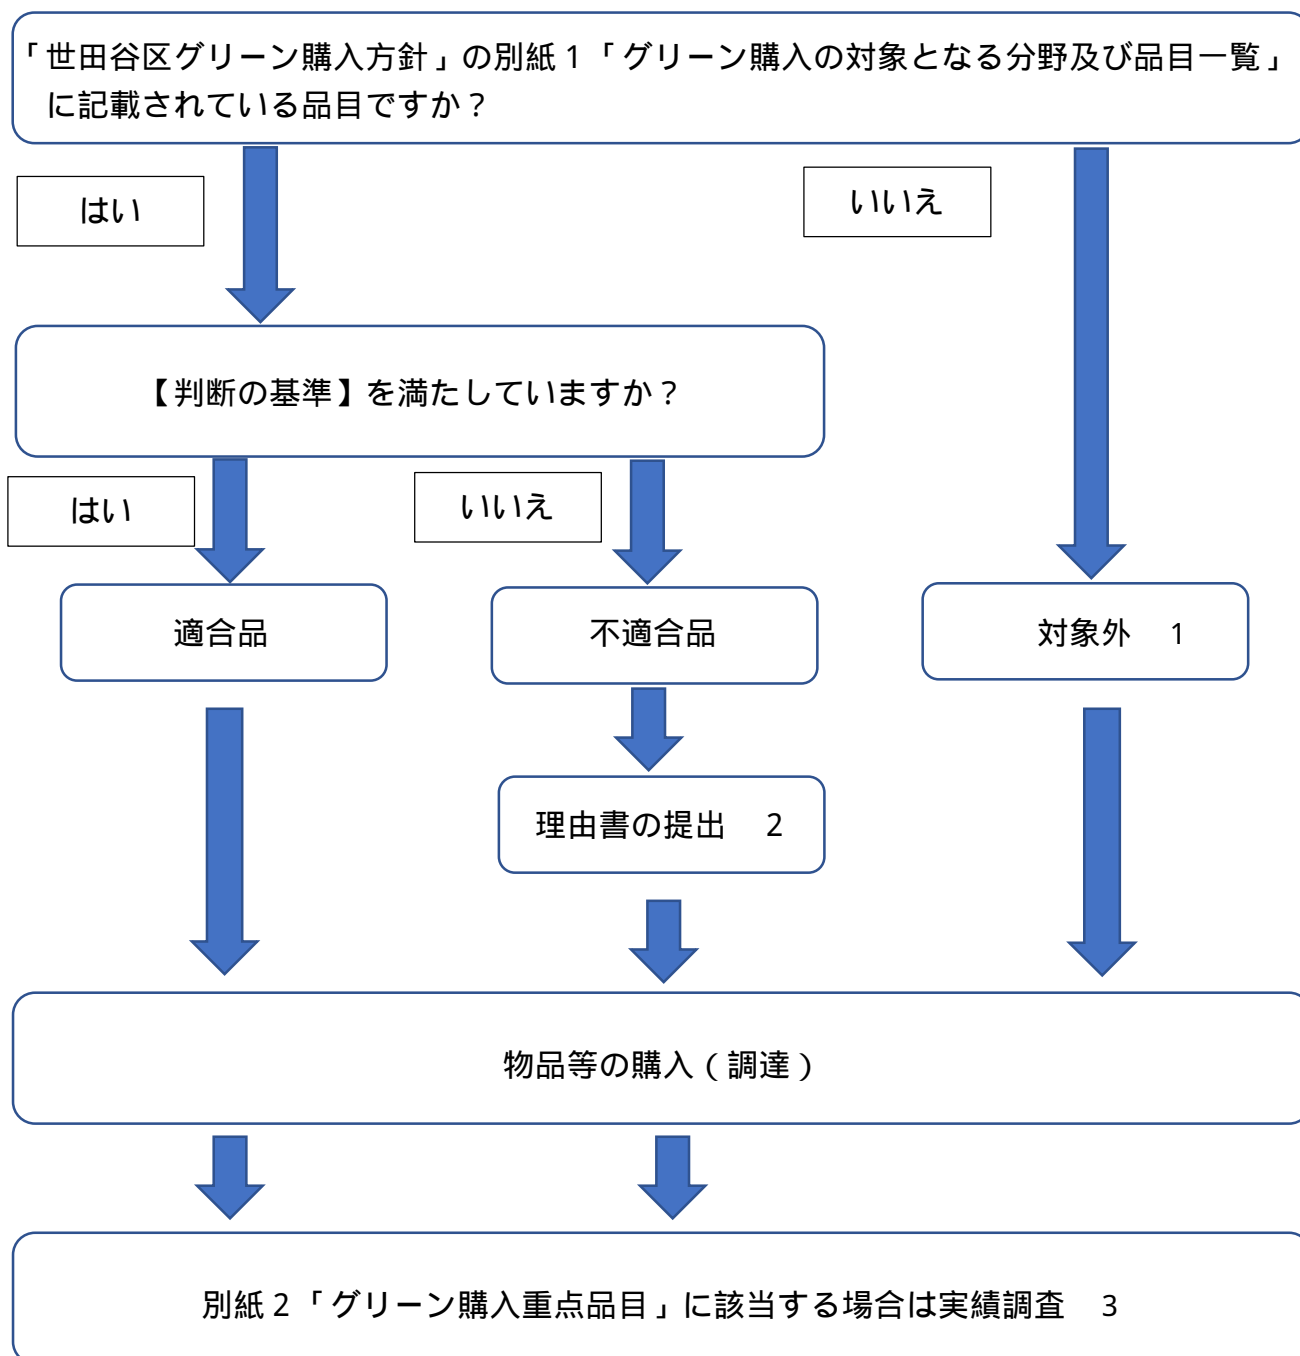 「世田谷区グリーン購入方針」の別紙1「グリーン購入の対象となる分野及び品目一覧」
に記載されている品目ですか？
はい
いいえ
【判断の基準】を満たしていますか？
はい
いいえ
適合品
不適合品
対象外　1
理由書の提出　2
物品等の購入（調達）
別紙2「グリーン購入重点品目」に該当する場合は実績調査　3